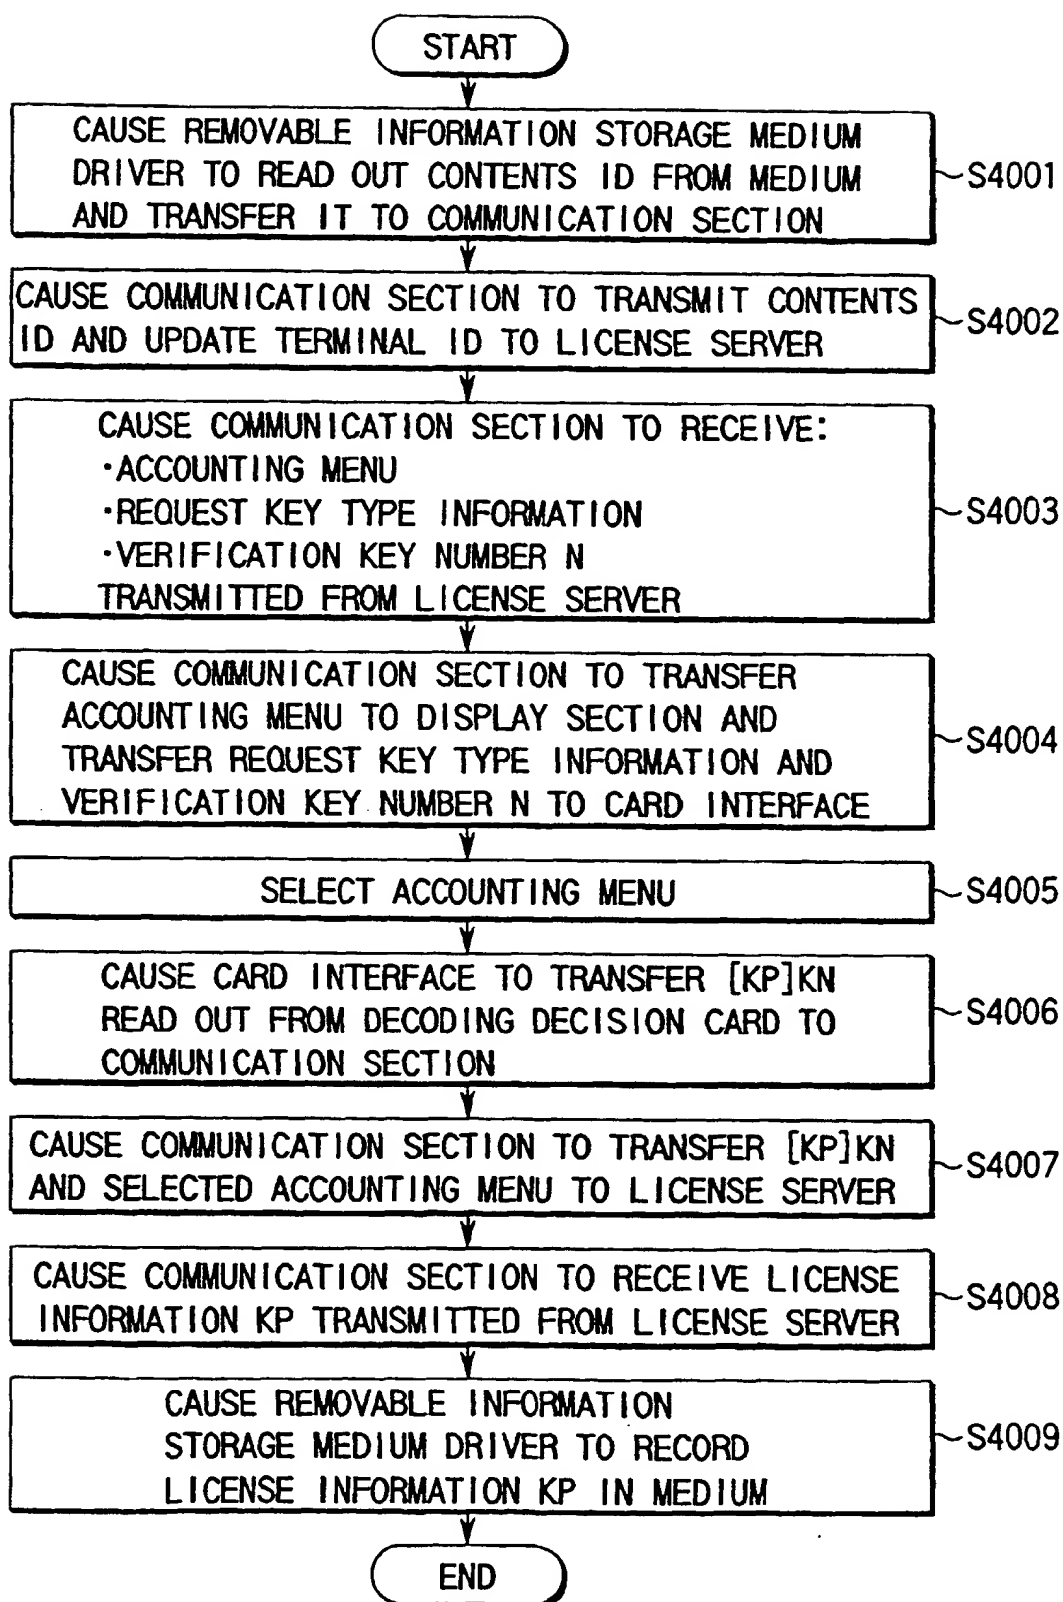 START
CAUSE REMOVABLE INFORMATION STORAGE MEDIUM
DRIVER TO READ OUT CONTENTS ID FROM MEDIUM
AND TRANSFER IT TO COMMUNICATION SECTION
S4001
CAUSE COMMUNICATION SECTION TO TRANSMIT CONTENTS
ID AND UPDATE TERMINAL ID TO LICENSE SERVER
S4002
CAUSE COMMUNICATION SECTION TO RECEIVE:
·ACCOUNTING MENU
·REQUEST KEY TYPE INFORMATION
·VERIFICATION KEY NUMBER N
TRANSMITTED FROM LICENSE SERVER
S4003
CAUSE COMMUNICATION SECTION TO TRANSFER
ACCOUNTING MENU TO DISPLAY SECTION AND
TRANSFER REQUEST KEY TYPE INFORMATION AND
VERIFICATION KEY NUMBER N TO CARD INTERFACE
S4004
SELECT ACCOUNTING MENU
S4005
CAUSE CARD INTERFACE TO TRANSFER [KP]KN
READ OUT FROM DECODING DECISION CARD TO
COMMUNICATION SECTION
S4006
CAUSE COMMUNICATION SECTION TO TRANSFER [KP]KN
AND SELECTED ACCOUNTING MENU TO LICENSE SERVER
S4007
CAUSE COMMUNICATION SECTION TO RECEIVE LICENSE
INFORMATION KP TRANSMITTED FROM LICENSE SERVER
S4008
CAUSE REMOVABLE INFORMATION
STORAGE MEDIUM DRIVER TO RECORD
LICENSE INFORMATION KP IN MEDIUM
S4009
END